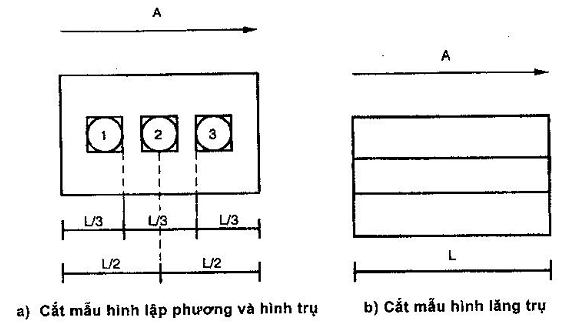 A
A
1 2 3
L/3 L/3 L/3
L/2 L/2
L
a) Cắt mẫu hình lập phương và hình trụ
b) Cắt mẫu hình lăng trụ